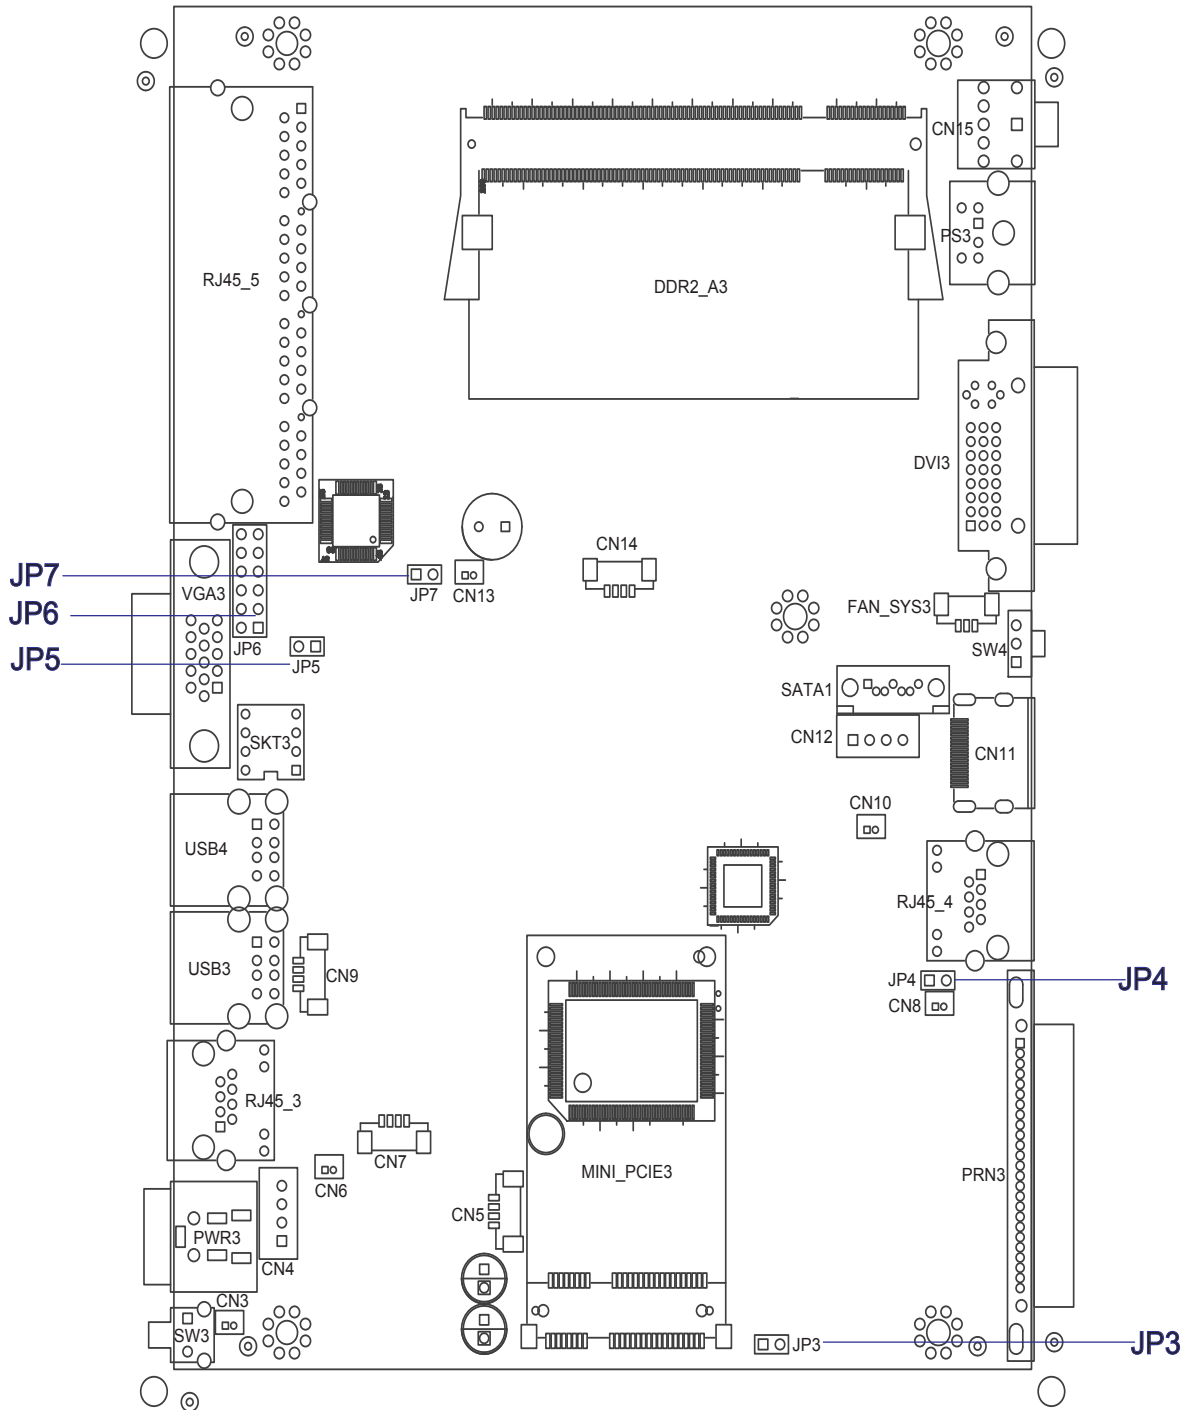 CN15
PS3
RJ45_5
DDR2_A3
DVI3
CN14
JP7
VGA3
JP7
CN13
FAN_SYS3
JP6
JP6
SW4
JP5
JP5
SATA1
SKT3
CN12
CN11
CN10
USB4
RJ45_4
USB3
CN9
JP4
JP4
CN8
RJ45_3
CN7
MINI_PCIE3
PRN3
CN6
CN5
PWR3
CN4
CN3
SW3
JP3
JP3